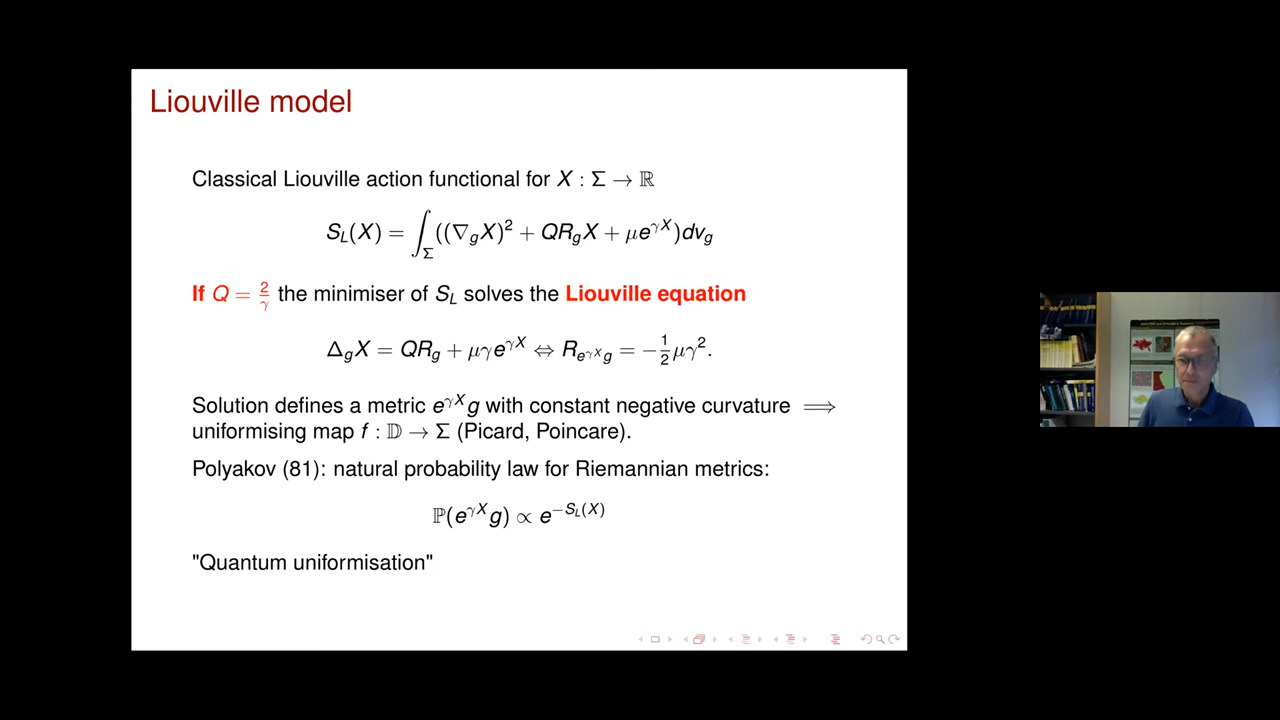 Liouville model
Classical Liouville action functional for X : Σ → ℝ
S_L(X) = ∫_Σ ((∇_g X)² + QR_g X + μe^{γX})dv_g
If Q = 2/γ the minimiser of S_L solves the Liouville equation
Δ_g X = QR_g + μγe^{γX} ⇔ R_{e^{γX}g} = −½μγ².
Solution defines a metric e^{γX}g with constant negative curvature ⟹
uniformising map f : 𝔻 → Σ (Picard, Poincare).
Polyakov (81): natural probability law for Riemannian metrics:
ℙ(e^{γX}g) ∝ e^{−S_L(X)}
"Quantum uniformisation"